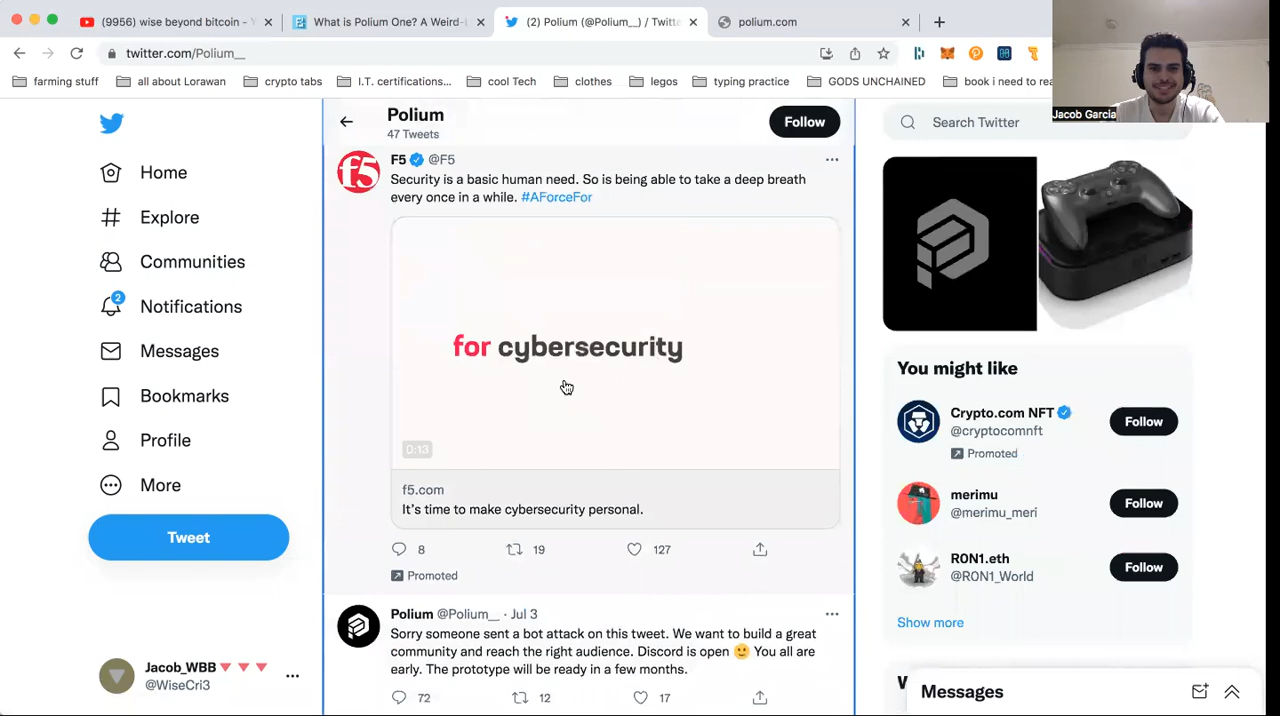 (9956) wise beyond bitcoin -
What is Polium One? A Weird-L
(2) Polium (@Polium__) / Twitte
polium.com
twitter.com/Polium__
farming stuff
all about Lorawan
crypto tabs
I.T. certifications...
cool Tech
clothes
legos
typing practice
GODS UNCHAINED
book i need to rea
Jacob Garcia
Home
Explore
Communities
2
Notifications
Messages
Bookmarks
Profile
More
Tweet
Jacob_WBB
@WiseCri3
Polium
47 Tweets
Follow
f5
F5 @F5
Security is a basic human need. So is being able to take a deep breath
every once in a while. #AForceFor
for cybersecurity
0:13
f5.com
It's time to make cybersecurity personal.
8 19 127
Promoted
Polium @Polium__ · Jul 3
Sorry someone sent a bot attack on this tweet. We want to build a great
community and reach the right audience. Discord is open 🙂 You all are
early. The prototype will be ready in a few months.
72 12 17
Search Twitter
You might like
Crypto.com NFT
@cryptocomnft
Promoted
Follow
merimu
@merimu_meri
Follow
R0N1.eth
@R0N1_World
Follow
Show more
Messages